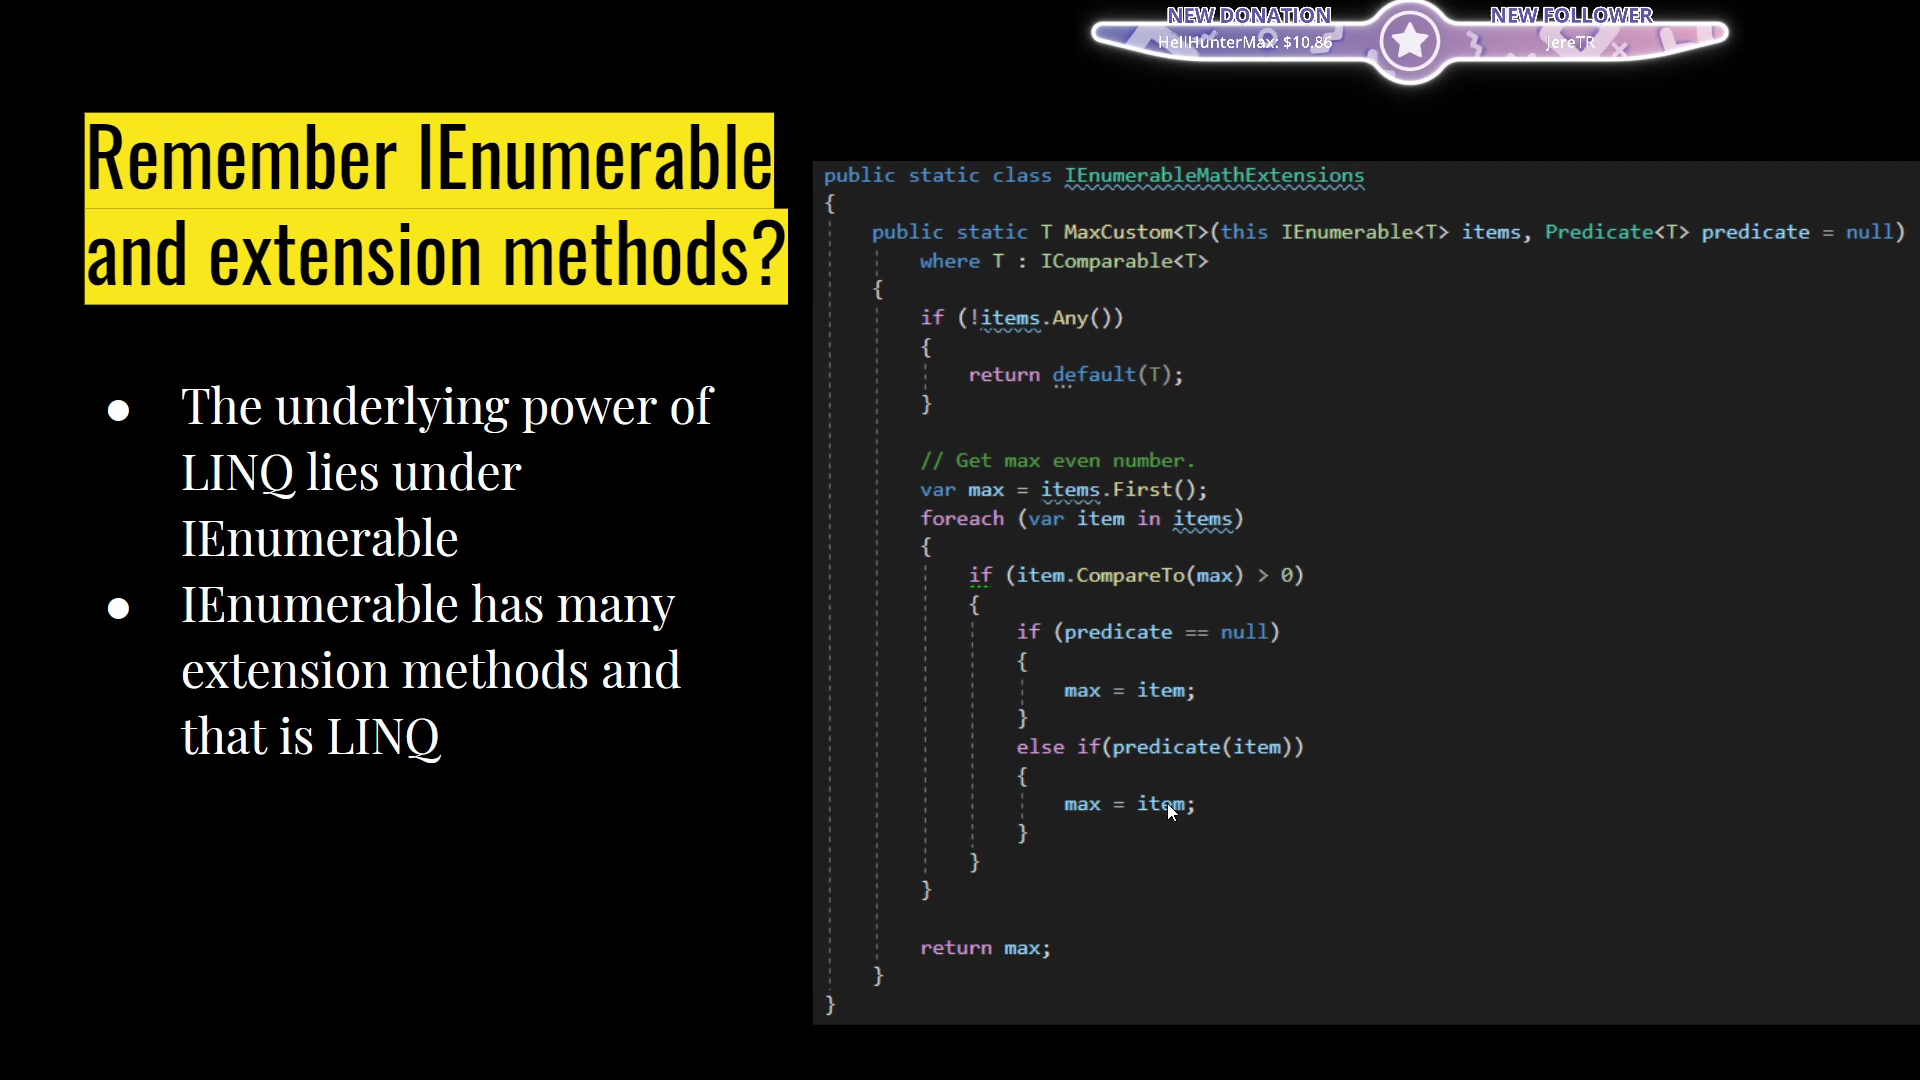 NEW DONATION
HellHunterMax: $10.86
NEW FOLLOWER
JereTR
Remember IEnumerable
and extension methods?
● The underlying power of
LINQ lies under
IEnumerable
● IEnumerable has many
extension methods and
that is LINQ
public static class IEnumerableMathExtensions
{
    public static T MaxCustom<T>(this IEnumerable<T> items, Predicate<T> predicate = null)
        where T : IComparable<T>
    {
        if (!items.Any())
        {
            return default(T);
        }

        // Get max even number.
        var max = items.First();
        foreach (var item in items)
        {
            if (item.CompareTo(max) > 0)
            {
                if (predicate == null)
                {
                    max = item;
                }
                else if(predicate(item))
                {
                    max = item;
                }
            }
        }

        return max;
    }
}